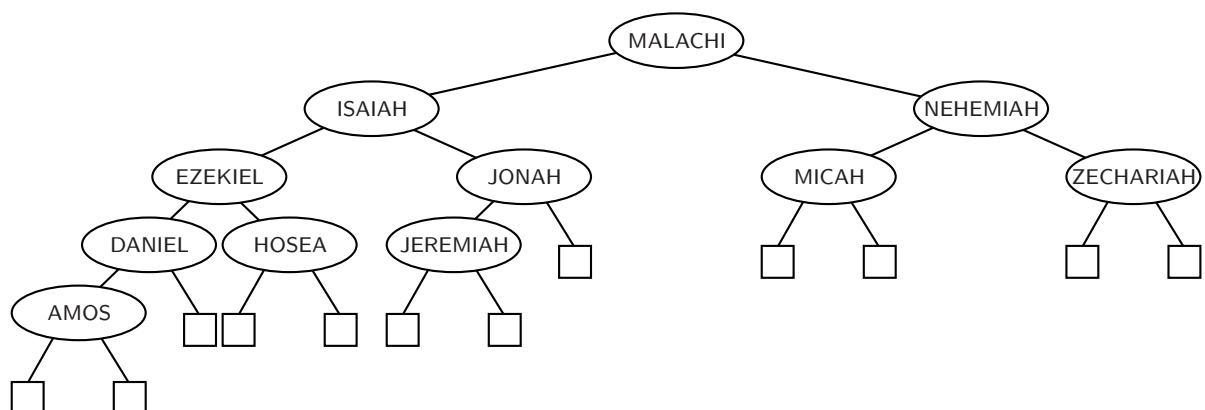 MALACHI
ISAIAH NEHEMIAH
EZEKIEL JONAH MICAH ZECHARIAH
DANIEL HOSEA JEREMIAH
AMOS